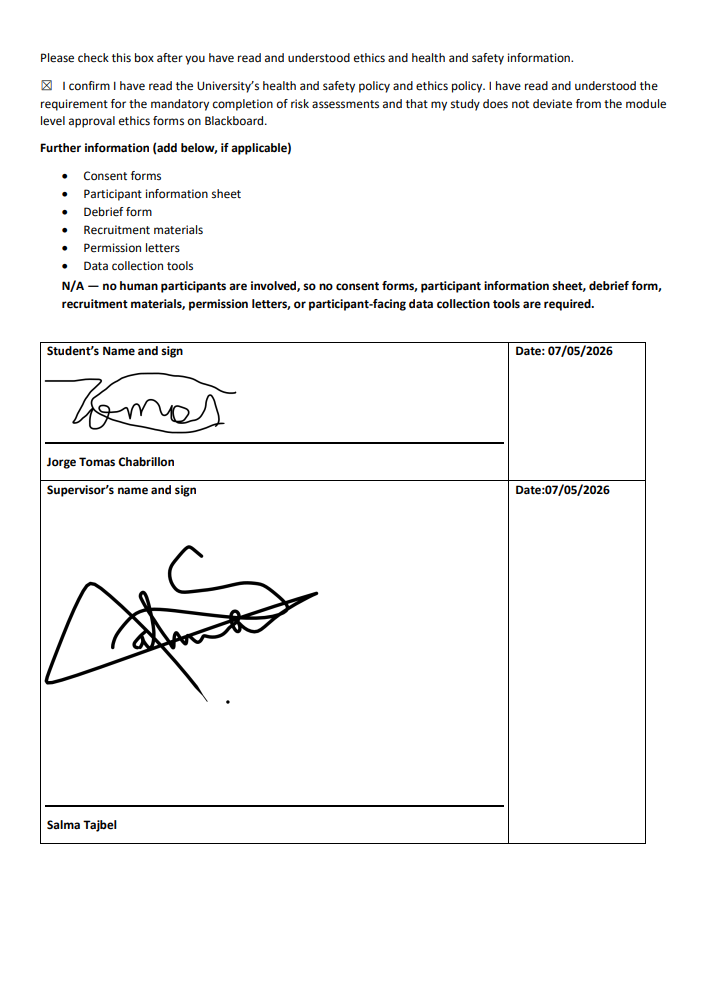 Please check this box after you have read and understood ethics and health and safety information.
☒ I confirm I have read the University's health and safety policy and ethics policy. I have read and understood the
requirement for the mandatory completion of risk assessments and that my study does not deviate from the module
level approval ethics forms on Blackboard.
Further information (add below, if applicable)
• Consent forms
• Participant information sheet
• Debrief form
• Recruitment materials
• Permission letters
• Data collection tools
N/A — no human participants are involved, so no consent forms, participant information sheet, debrief form,
recruitment materials, permission letters, or participant-facing data collection tools are required.
Student's Name and sign
Date: 07/05/2026
Tomas
Jorge Tomas Chabrillon
Supervisor's name and sign
Date:07/05/2026
Salma Tajbel